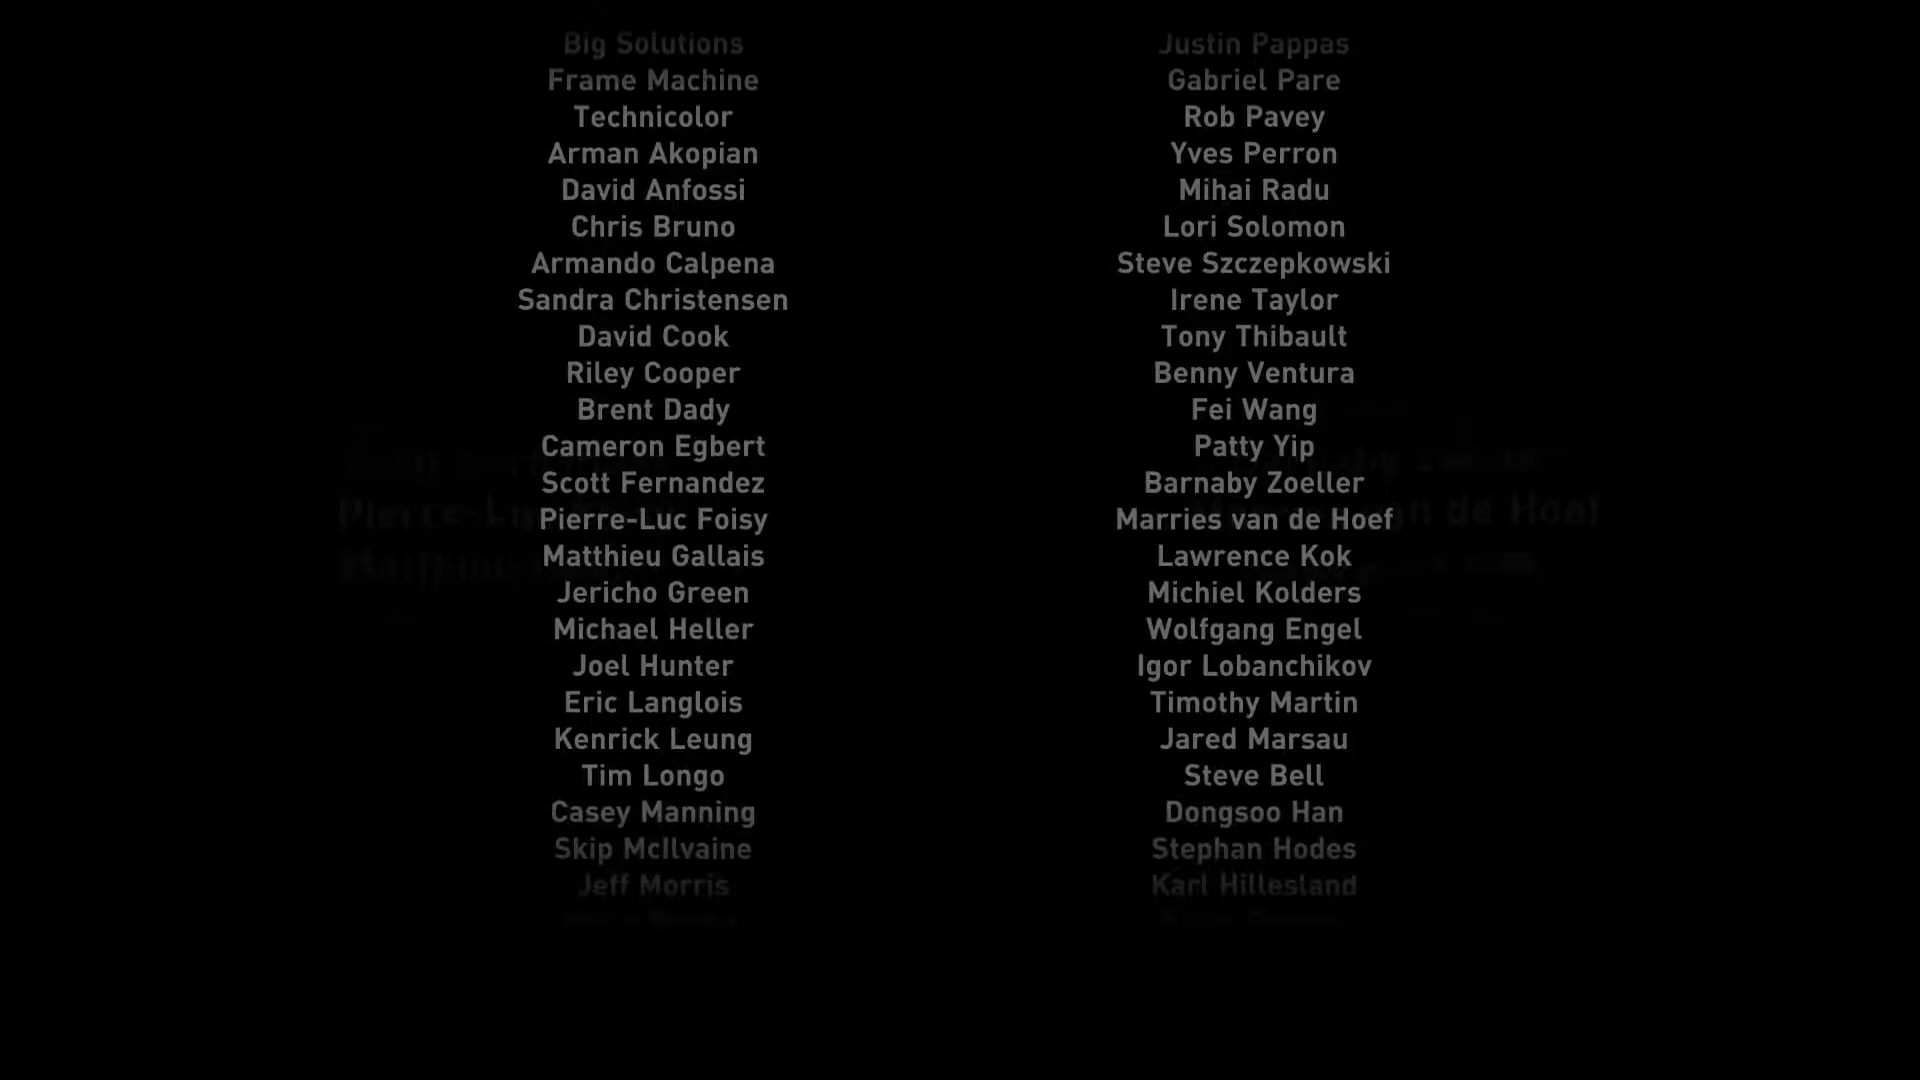 Big Solutions
Frame Machine
Technicolor
Arman Akopian
David Anfossi
Chris Bruno
Armando Calpena
Sandra Christensen
David Cook
Riley Cooper
Brent Dady
Cameron Egbert
Scott Fernandez
Pierre-Luc Foisy
Matthieu Gallais
Jericho Green
Michael Heller
Joel Hunter
Eric Langlois
Kenrick Leung
Tim Longo
Casey Manning
Skip McIlvaine
Jeff Morris
Justin Pappas
Gabriel Pare
Rob Pavey
Yves Perron
Mihai Radu
Lori Solomon
Steve Szczepkowski
Irene Taylor
Tony Thibault
Benny Ventura
Fei Wang
Patty Yip
Barnaby Zoeller
Marries van de Hoef
Lawrence Kok
Michiel Kolders
Wolfgang Engel
Igor Lobanchikov
Timothy Martin
Jared Marsau
Steve Bell
Dongsoo Han
Stephan Hodes
Karl Hillesland